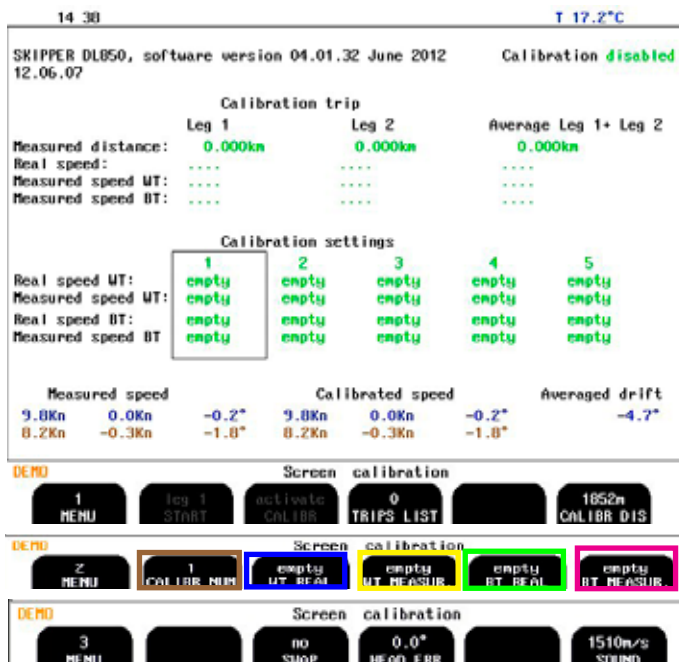 14 38 T 17.2°C
SKIPPER DL850, software version 04.01.32 June 2012 Calibration disabled
12.06.07
Calibration trip
Leg 1 Leg 2 Average Leg 1+ Leg 2
Measured distance: 0.000km 0.000km 0.000km
Real speed: .... .... ....
Measured speed WT: .... .... ....
Measured speed BT: .... .... ....
Calibration settings
1 2 3 4 5
Real speed WT: empty empty empty empty empty
Measured speed WT: empty empty empty empty empty
Real speed BT: empty empty empty empty empty
Measured speed BT empty empty empty empty empty
Measured speed Calibrated speed Averaged drift
9.8Kn 0.0Kn -0.2° 9.8Kn 0.0Kn -0.2° -4.7°
8.2Kn -0.3Kn -1.8° 8.2Kn -0.3Kn -1.8°
DEMO Screen calibration
1 leg 1 activate 0 1852m
MENU START CALIBR TRIPS LIST CALIBR DIS
DEMO Screen calibration
2 1 empty empty empty empty
MENU CALIBR NUM WT REAL WT MEASUR. BT REAL BT MEASUR.
DEMO Screen calibration
3 no 0.0° 1510m/s
MENU SWAP HEAD ERR SOUND